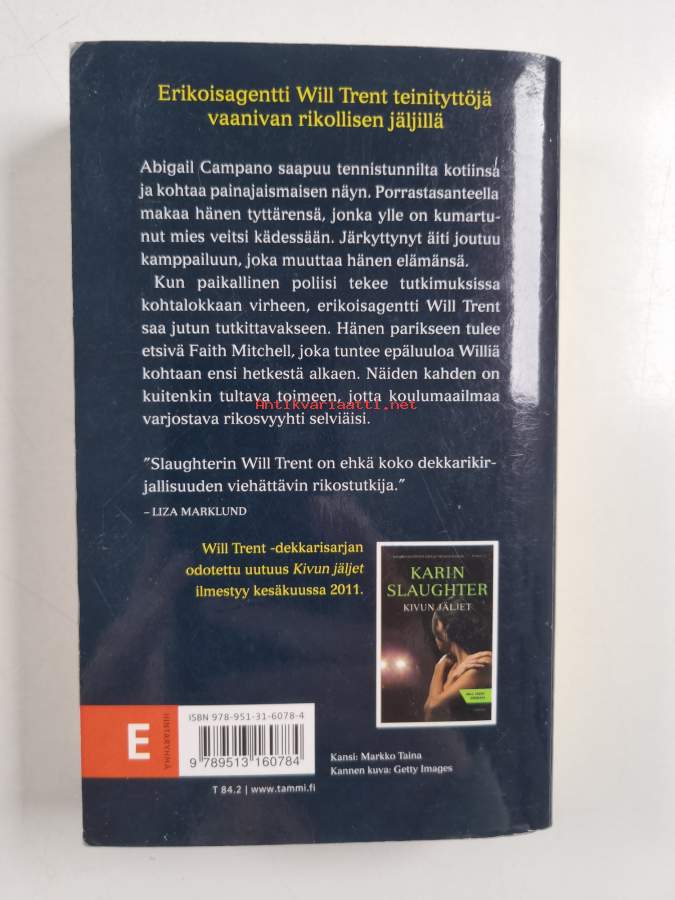 Erikoisagentti Will Trent teinityttöjä
vaanivan rikollisen jäljillä
Abigail Campano saapuu tennistunnilta kotiinsa
ja kohtaa painajaismaisen näyn. Porrastasanteella
makaa hänen tyttärensä, jonka ylle on kumartu-
nut mies veitsi kädessään. Järkyttynyt äiti joutuu
kamppailuun, joka muuttaa hänen elämänsä.
Kun paikallinen poliisi tekee tutkimuksissa
kohtalokkaan virheen, erikoisagentti Will Trent
saa jutun tutkittavakseen. Hänen parikseen tulee
etsivä Faith Mitchell, joka tuntee epäluuloa Williä
kohtaan ensi hetkestä alkaen. Näiden kahden on
kuitenkin tultava toimeen, jotta koulumaailmaa
Antikvariaatti.net
varjostava rikosvyyhti selviäisi.
"Slaughterin Will Trent on ehkä koko dekkarikir-
jallisuuden viehättävin rikostutkija."
– LIZA MARKLUND
Will Trent -dekkarisarjan
odotettu uutuus Kivun jäljet
ilmestyy kesäkuussa 2011.
KARIN
SLAUGHTER
KIVUN JÄLJET
E
HINTARYHMÄ
ISBN 978-951-31-6078-4
9 789513 160784
T 84.2 | www.tammi.fi
Kansi: Markko Taina
Kannen kuva: Getty Images